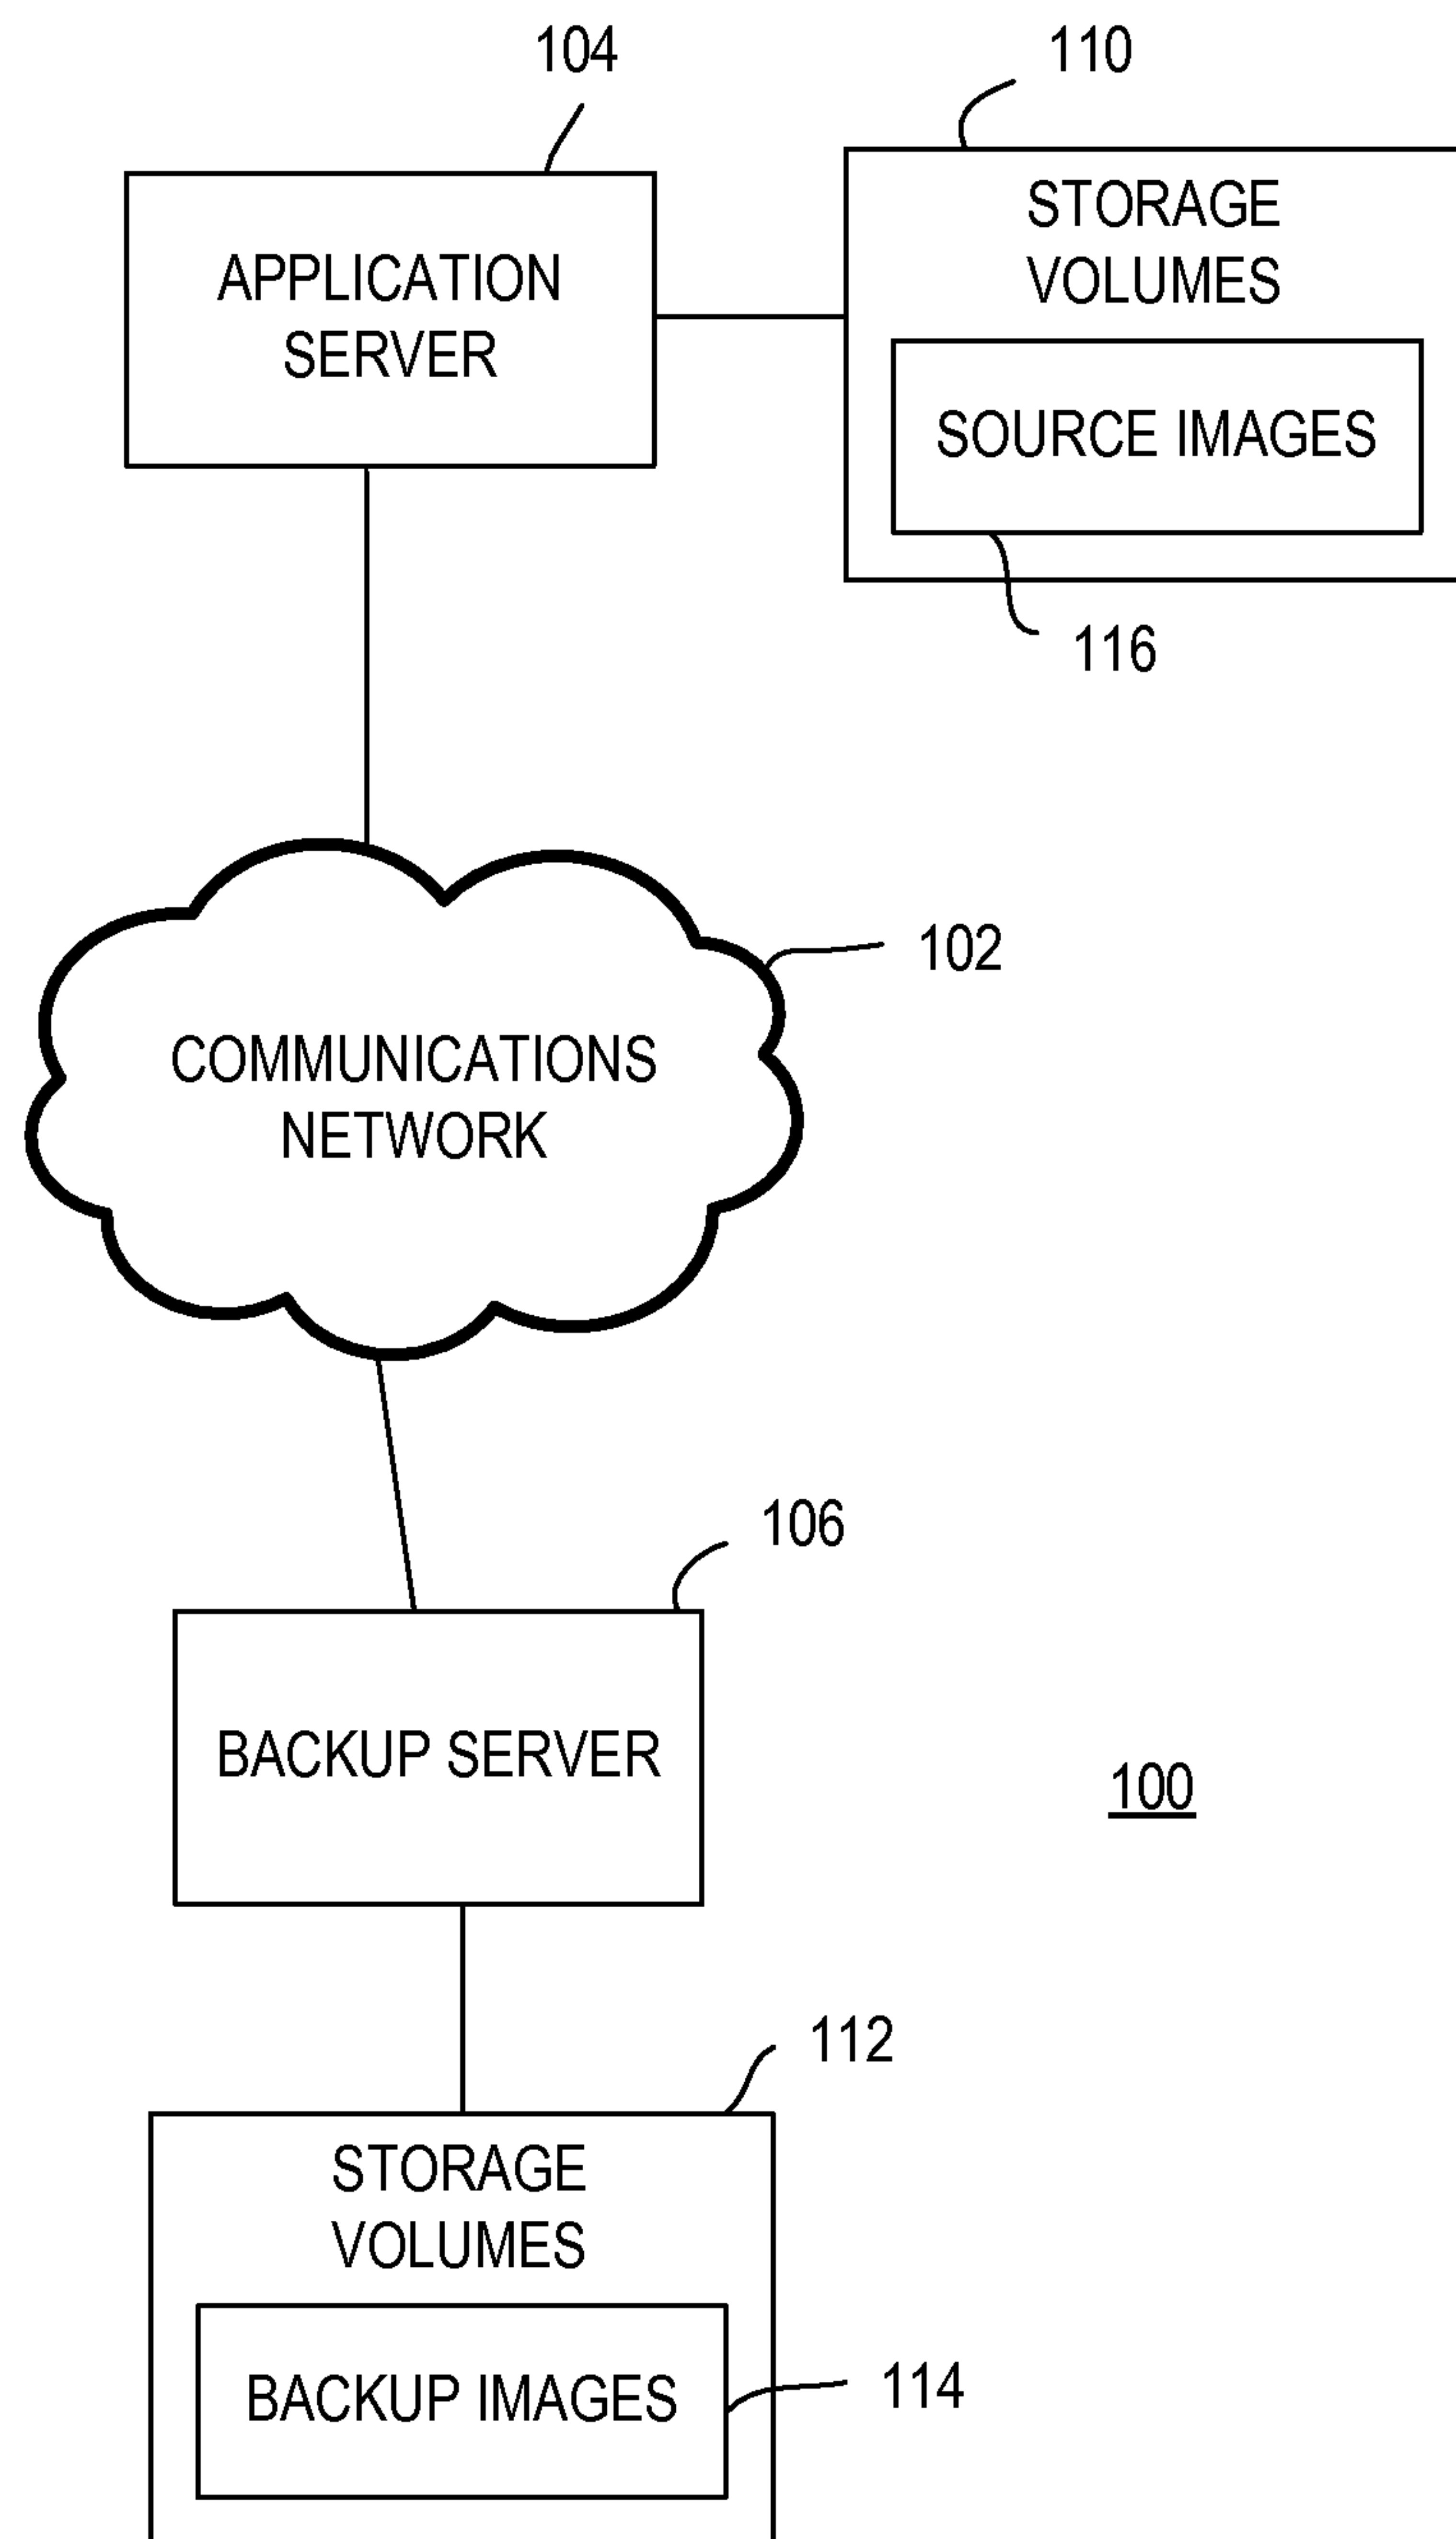 104
110
APPLICATION
SERVER
STORAGE
VOLUMES
SOURCE IMAGES
116
102
COMMUNICATIONS
NETWORK
106
BACKUP SERVER
100
112
STORAGE
VOLUMES
BACKUP IMAGES
114